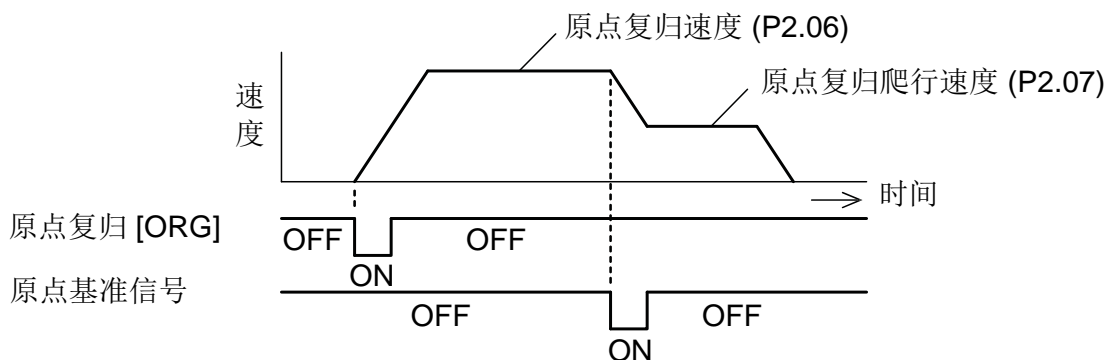 原点复归速度 (P2.06)
原点复归爬行速度 (P2.07)
速度
时间
原点复归 [ORG]
OFF
OFF
ON
原点基准信号
OFF
OFF
ON